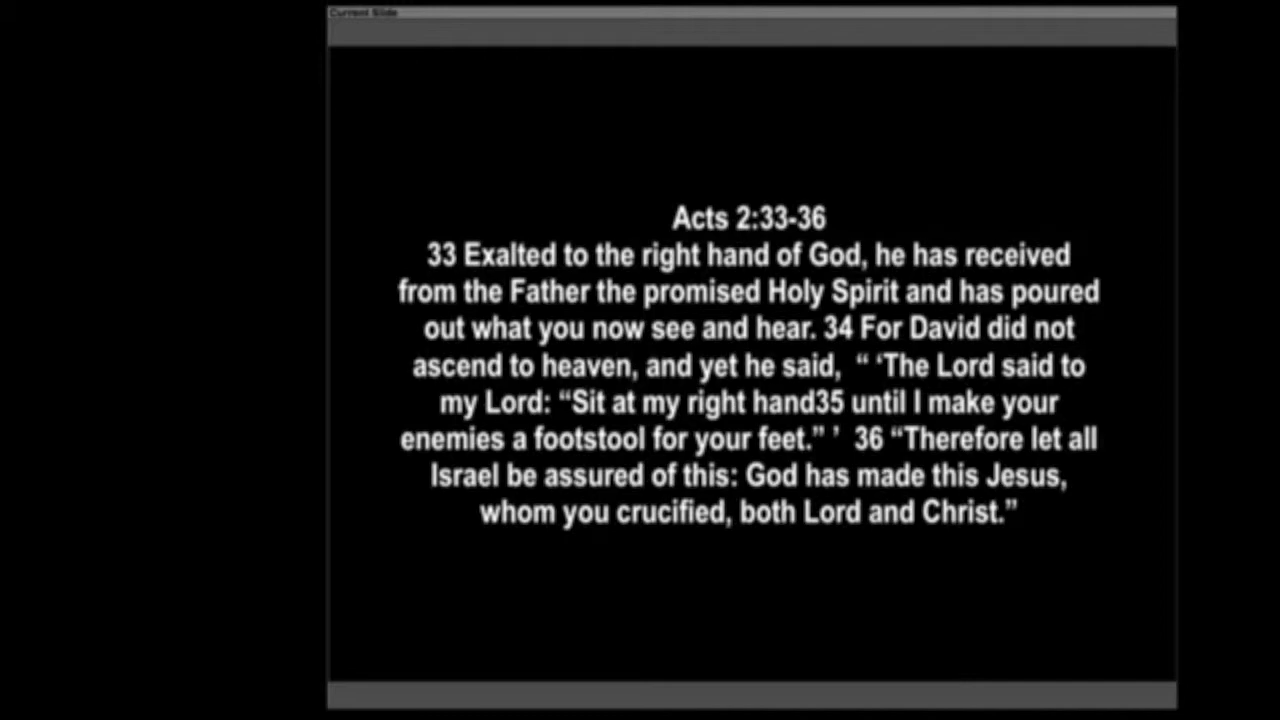 Current Slide
Acts 2:33-36
33 Exalted to the right hand of God, he has received
from the Father the promised Holy Spirit and has poured
out what you now see and hear. 34 For David did not
ascend to heaven, and yet he said,  “ ‘The Lord said to
my Lord: “Sit at my right hand35 until I make your
enemies a footstool for your feet.” ’  36 “Therefore let all
Israel be assured of this: God has made this Jesus,
whom you crucified, both Lord and Christ.”